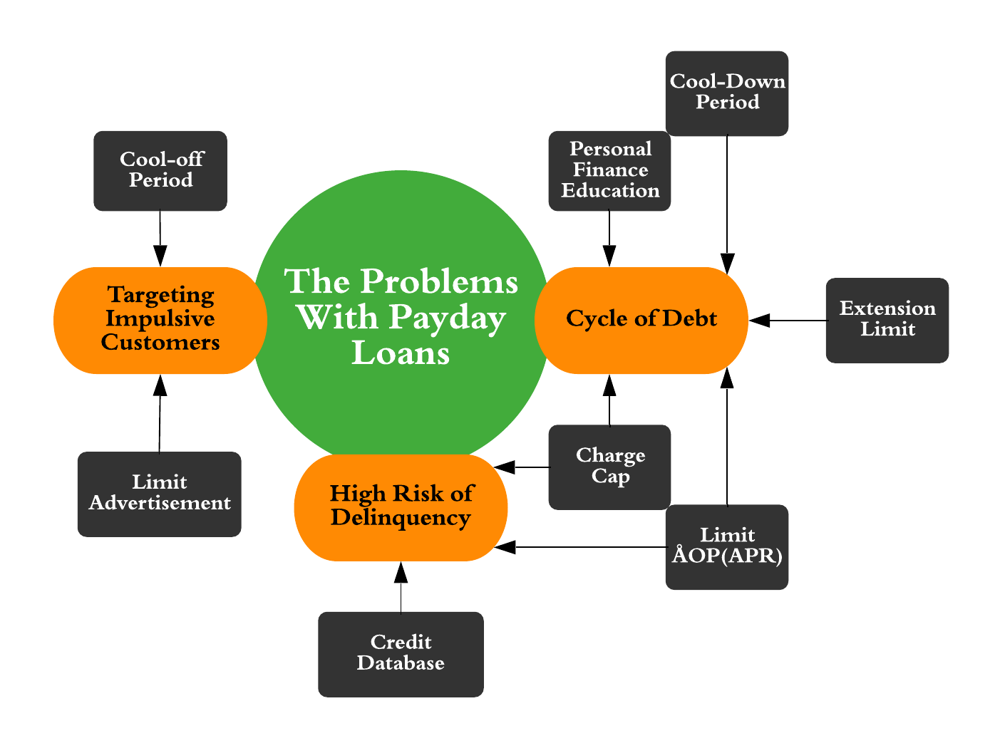 Cool-Down
Period
Personal
Finance
Education
Cool-off
Period
The Problems
With Payday
Loans
Targeting
Impulsive
Customers
Cycle of Debt
Extension
Limit
Charge
Cap
Limit
Advertisement
High Risk of
Delinquency
Limit
ÅOP(APR)
Credit
Database